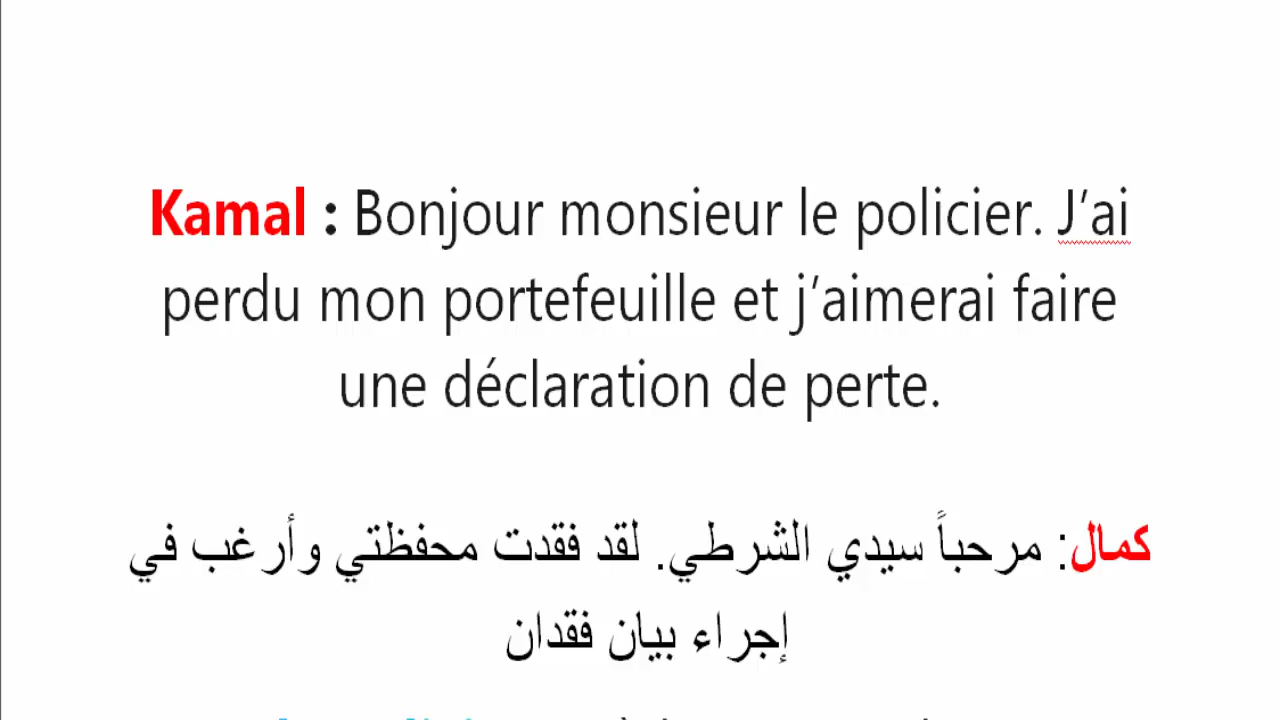 Kamal : Bonjour monsieur le policier. J’ai
perdu mon portefeuille et j’aimerai faire
une déclaration de perte.
كمال: مرحباً سيدي الشرطي. لقد فقدت محفظتي وأرغب في
إجراء بيان فقدان